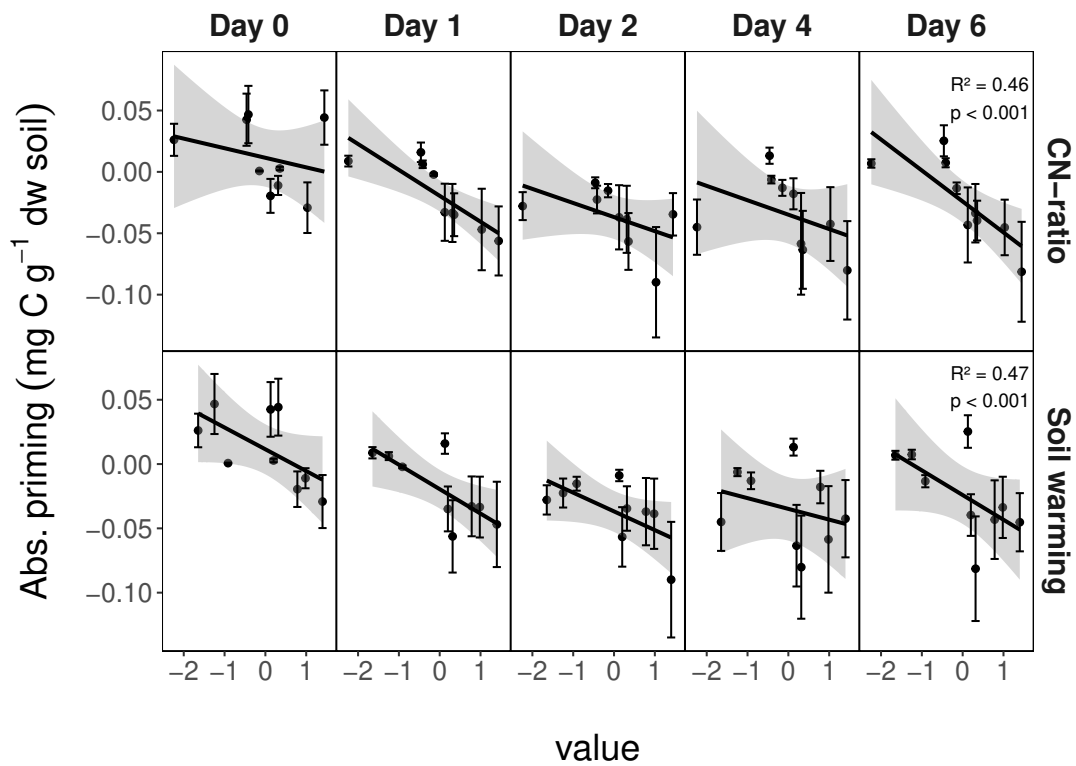 Day 0 Day 1 Day 2 Day 4 Day 6
Abs. priming (mg C g⁻¹ dw soil)
0.05
0.00
−0.05
−0.10
R² = 0.46
p < 0.001
CN−ratio
0.05
0.00
−0.05
−0.10
R² = 0.47
p < 0.001
Soil warming
−2 −1 0 1 −2 −1 0 1 −2 −1 0 1 −2 −1 0 1 −2 −1 0 1
value